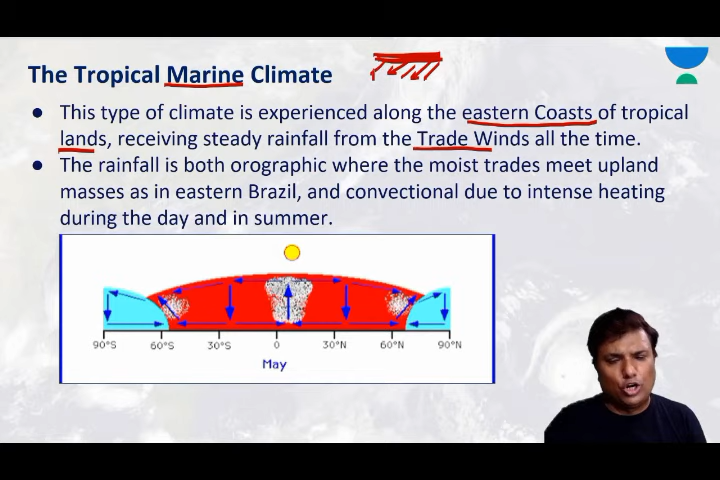 The Tropical Marine Climate
● This type of climate is experienced along the eastern Coasts of tropical
lands, receiving steady rainfall from the Trade Winds all the time.
● The rainfall is both orographic where the moist trades meet upland
masses as in eastern Brazil, and convectional due to intense heating
during the day and in summer.
90°S 60°S 30°S 0 30°N 60°N 90°N
May